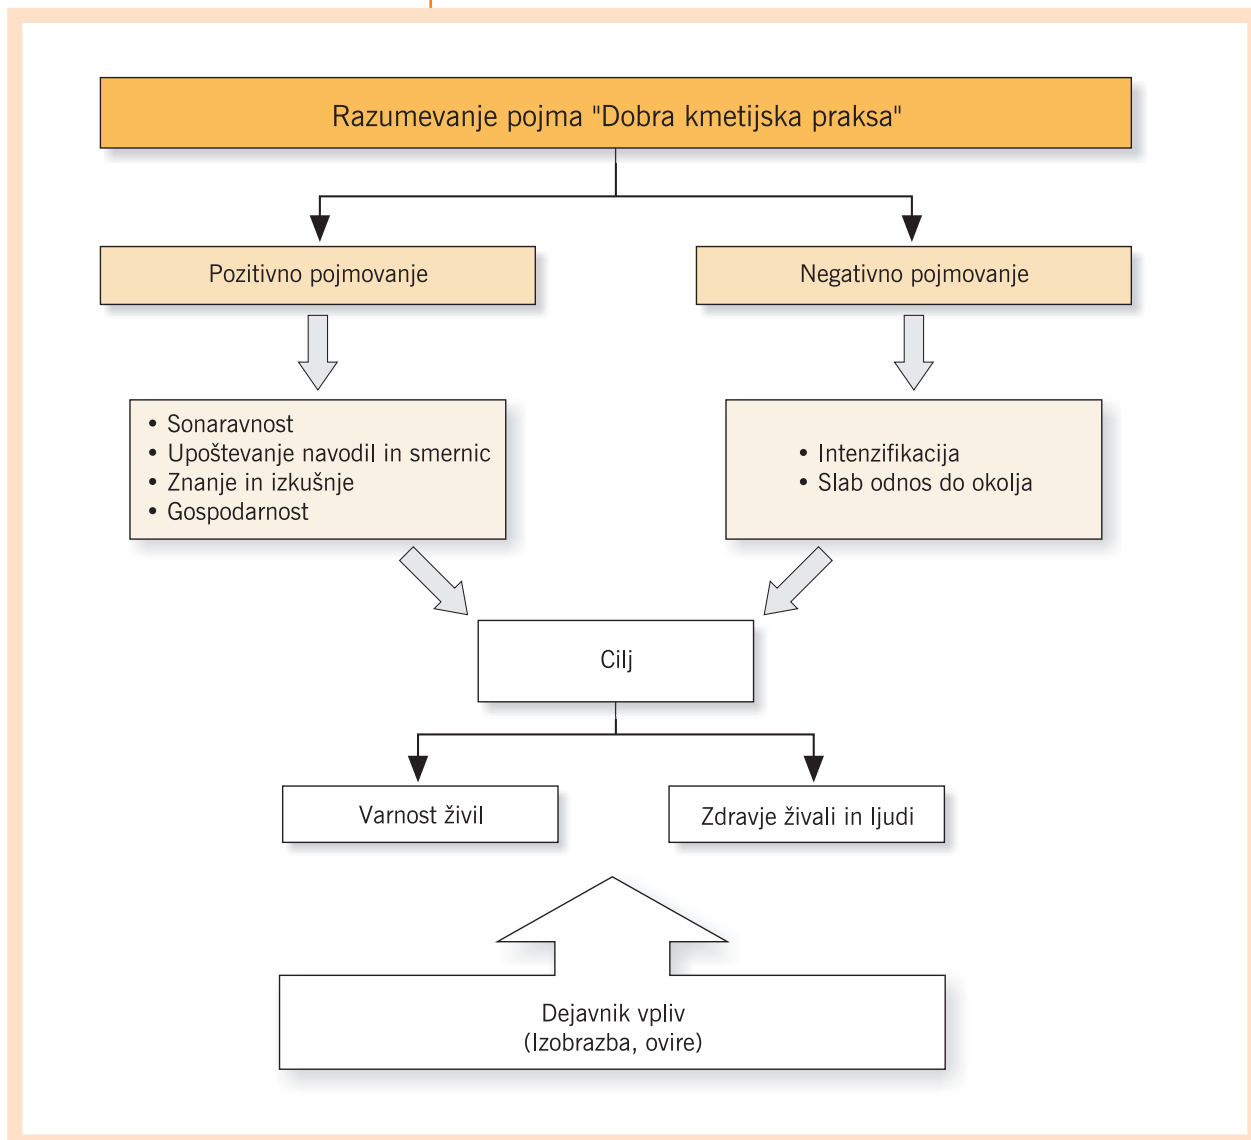 Razumevanje pojma "Dobra kmetijska praksa"
Pozitivno pojmovanje
Negativno pojmovanje
• Sonaravnost
• Upoštevanje navodil in smernic
• Znanje in izkušnje
• Gospodarnost
• Intenzifikacija
• Slab odnos do okolja
Cilj
Varnost živil
Zdravje živali in ljudi
Dejavnik vpliv
(Izobrazba, ovire)